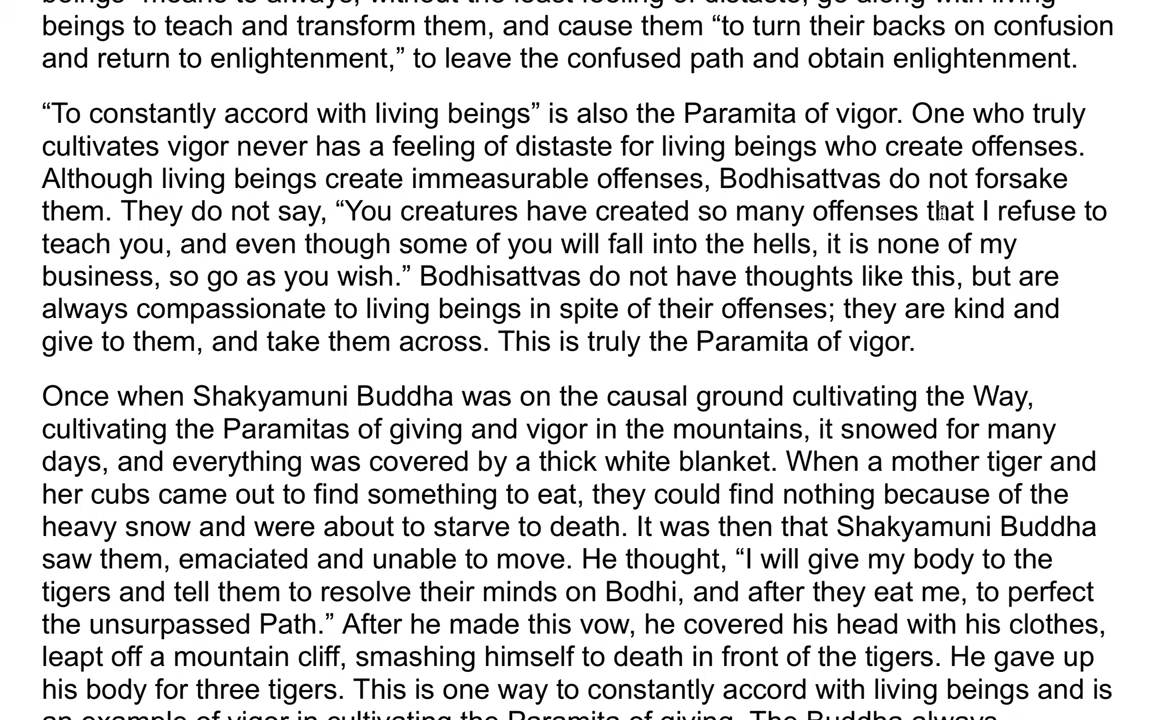 beings” means to always, without the least feeling of distaste, go along with living
beings to teach and transform them, and cause them “to turn their backs on confusion
and return to enlightenment,” to leave the confused path and obtain enlightenment.
“To constantly accord with living beings” is also the Paramita of vigor. One who truly
cultivates vigor never has a feeling of distaste for living beings who create offenses.
Although living beings create immeasurable offenses, Bodhisattvas do not forsake
them. They do not say, “You creatures have created so many offenses that I refuse to
teach you, and even though some of you will fall into the hells, it is none of my
business, so go as you wish.” Bodhisattvas do not have thoughts like this, but are
always compassionate to living beings in spite of their offenses; they are kind and
give to them, and take them across. This is truly the Paramita of vigor.
Once when Shakyamuni Buddha was on the causal ground cultivating the Way,
cultivating the Paramitas of giving and vigor in the mountains, it snowed for many
days, and everything was covered by a thick white blanket. When a mother tiger and
her cubs came out to find something to eat, they could find nothing because of the
heavy snow and were about to starve to death. It was then that Shakyamuni Buddha
saw them, emaciated and unable to move. He thought, “I will give my body to the
tigers and tell them to resolve their minds on Bodhi, and after they eat me, to perfect
the unsurpassed Path.” After he made this vow, he covered his head with his clothes,
leapt off a mountain cliff, smashing himself to death in front of the tigers. He gave up
his body for three tigers. This is one way to constantly accord with living beings and is
an example of vigor in cultivating the Paramita of giving. The Buddha always